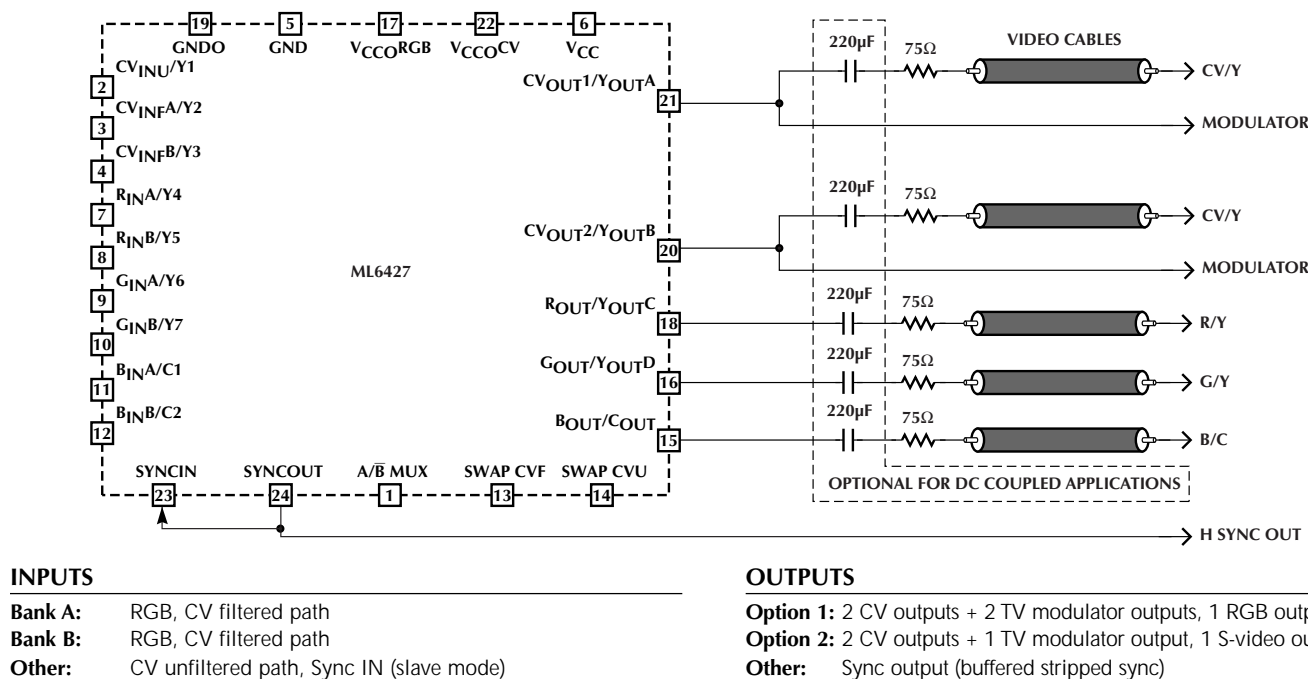 19 5 17 22 6
GNDO GND VCCORGB VCCOCV VCC
2 CVINU/Y1
3 CVINFA/Y2
4 CVINFB/Y3
7 RINA/Y4
8 RINB/Y5
9 GINA/Y6
10 GINB/Y7
11 BINA/C1
12 BINB/C2
ML6427
CVOUT1/YOUTA 21
CVOUT2/YOUTB 20
ROUT/YOUTC 18
GOUT/YOUTD 16
BOUT/COUT 15
SYNCIN SYNCOUT A/B̅ MUX SWAP CVF SWAP CVU
23 24 1 13 14
220µF 75Ω VIDEO CABLES CV/Y
MODULATOR
220µF 75Ω CV/Y
MODULATOR
220µF 75Ω R/Y
220µF 75Ω G/Y
220µF 75Ω B/C
OPTIONAL FOR DC COUPLED APPLICATIONS
H SYNC OUT
INPUTS
Bank A: RGB, CV filtered path
Bank B: RGB, CV filtered path
Other: CV unfiltered path, Sync IN (slave mode)
OUTPUTS
Option 1: 2 CV outputs + 2 TV modulator outputs, 1 RGB
Option 2: 2 CV outputs + 1 TV modulator output, 1 S-video
Other: Sync output (buffered stripped sync)